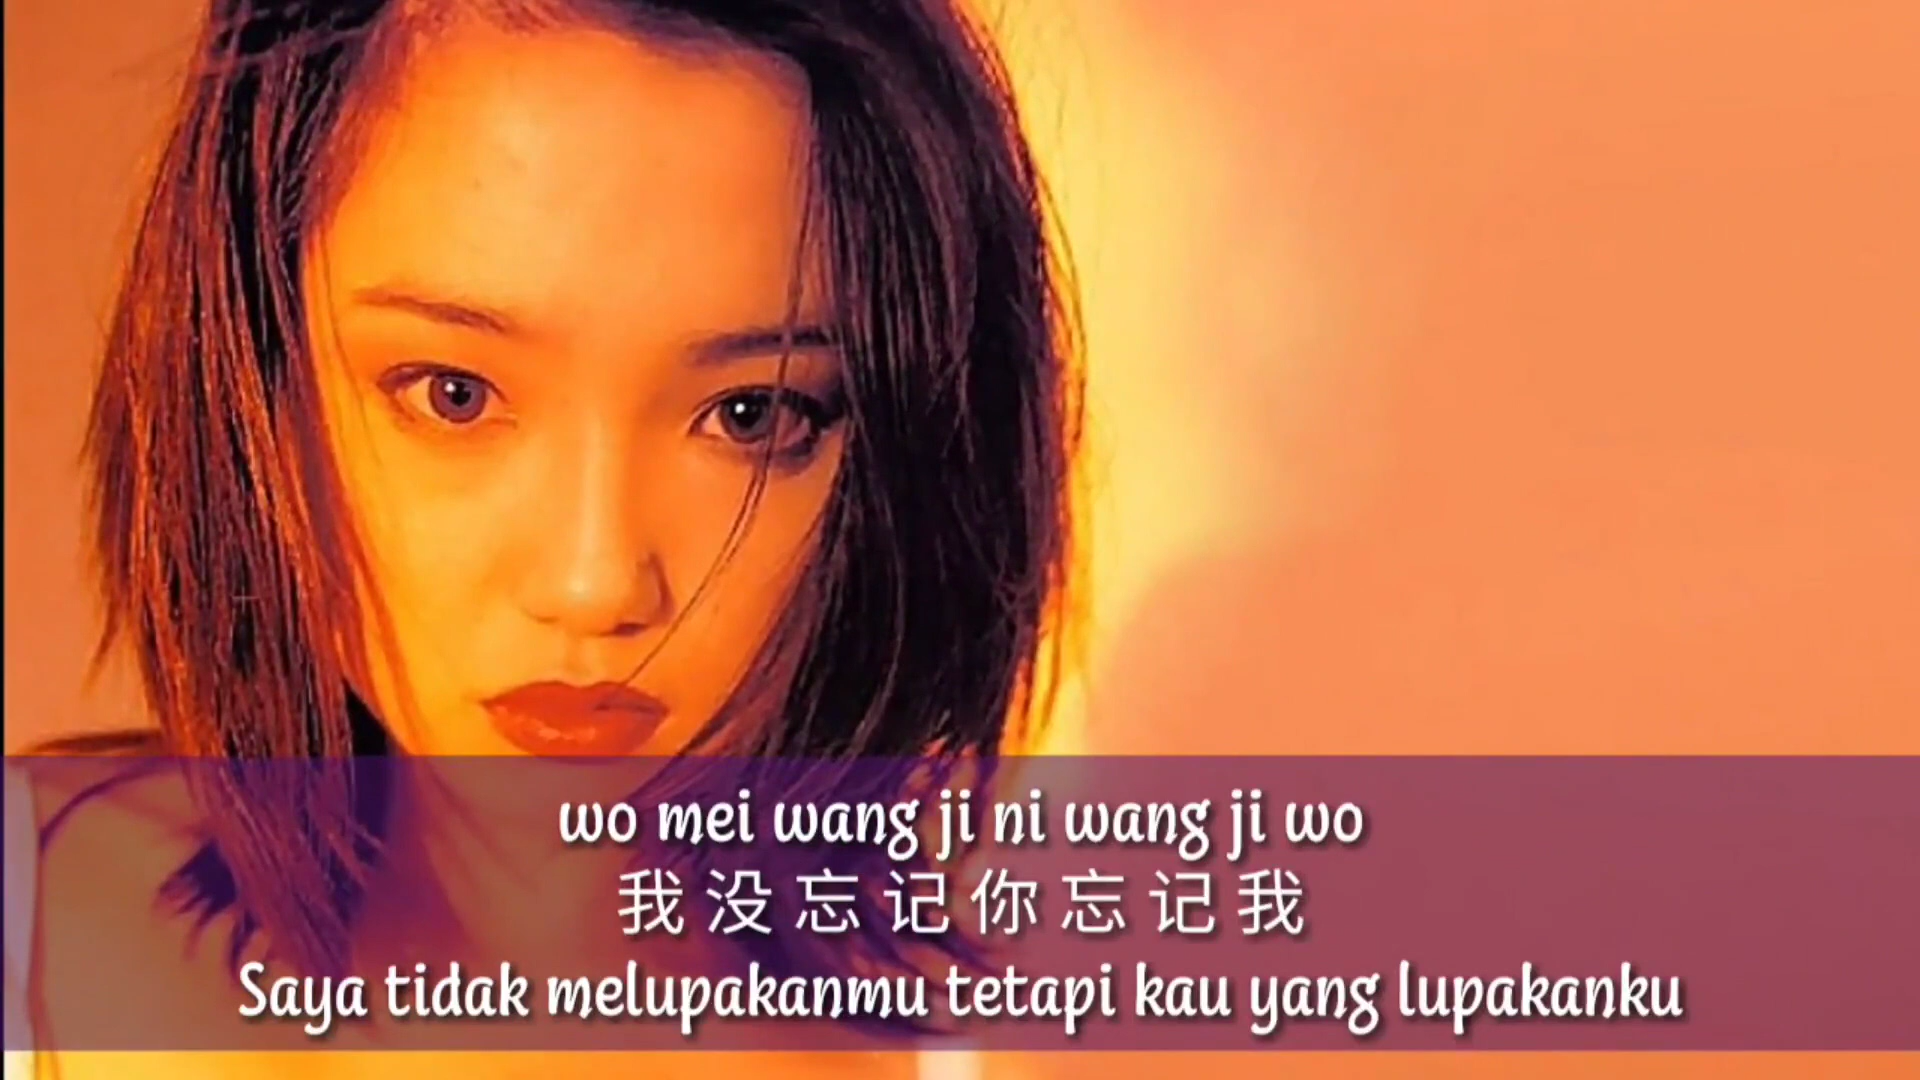 wo mei wang ji ni wang ji wo
我没忘记你忘记我
Saya tidak melupakanmu tetapi kau yang lupakanku